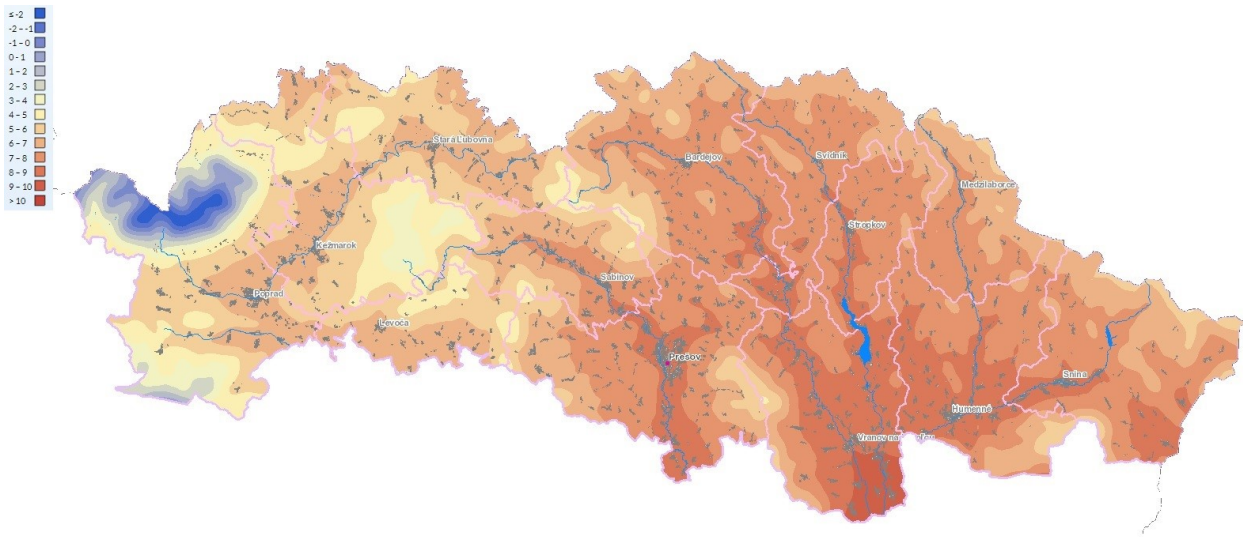 ≤ -2
-2 – -1
-1 – 0
0 - 1
1 – 2
2 – 3
3 – 4
4 – 5
5 – 6
6 – 7
7 – 8
8 – 9
9 – 10
> 10
Stará Ľubovňa
Bardejov
Svidník
Medzilaborce
Stropkov
Kežmarok
Sabinov
Poprad
Levoča
Prešov
Snina
Humenné
Vranov na